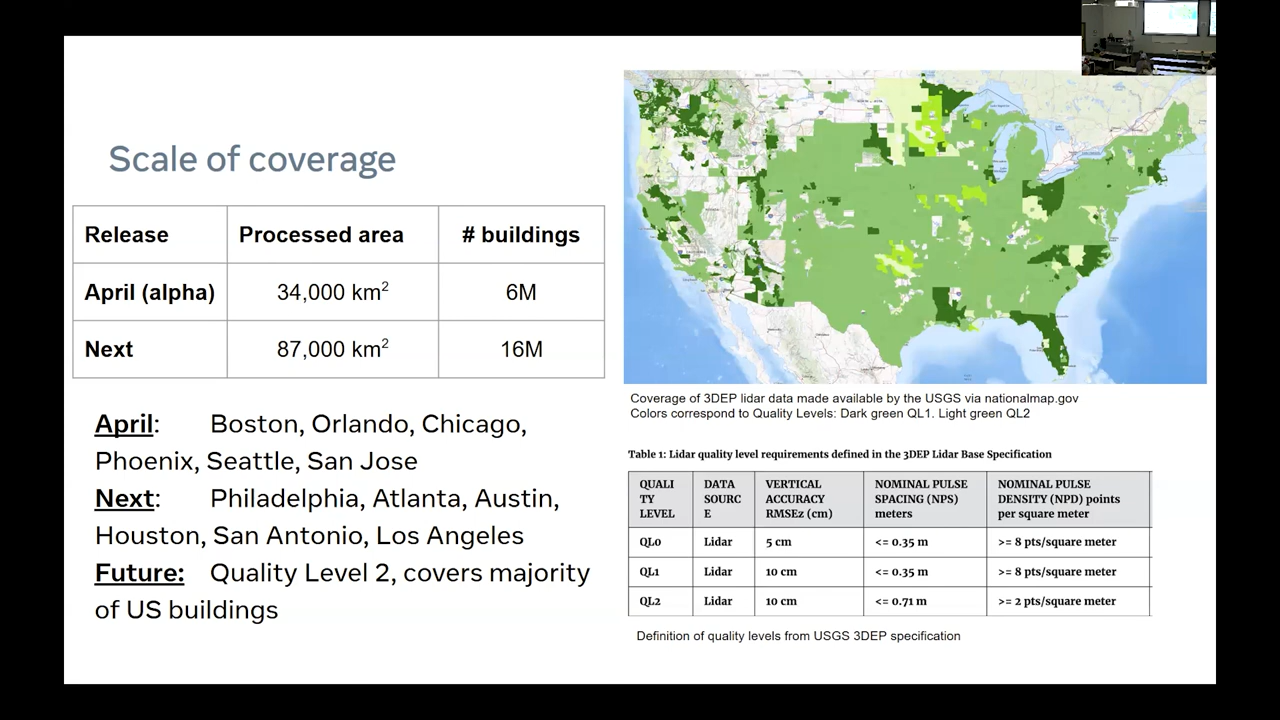 Scale of coverage
Release Processed area # buildings
April (alpha) 34,000 km² 6M
Next 87,000 km² 16M
April: Boston, Orlando, Chicago,
Phoenix, Seattle, San Jose
Next: Philadelphia, Atlanta, Austin,
Houston, San Antonio, Los Angeles
Future: Quality Level 2, covers majority
of US buildings
Coverage of 3DEP lidar data made available by the USGS via nationalmap.gov
Colors correspond to Quality Levels: Dark green QL1. Light green QL2
Table 1: Lidar quality level requirements defined in the 3DEP Lidar Base Specification
QUALI
TY
LEVEL
DATA
SOURC
E
VERTICAL
ACCURACY
RMSEz (cm)
NOMINAL PULSE
SPACING (NPS)
meters
NOMINAL PULSE
DENSITY (NPD) points
per square meter
QL0 Lidar 5 cm <= 0.35 m >= 8 pts/square meter
QL1 Lidar 10 cm <= 0.35 m >= 8 pts/square meter
QL2 Lidar 10 cm <= 0.71 m >= 2 pts/square meter
Definition of quality levels from USGS 3DEP specification